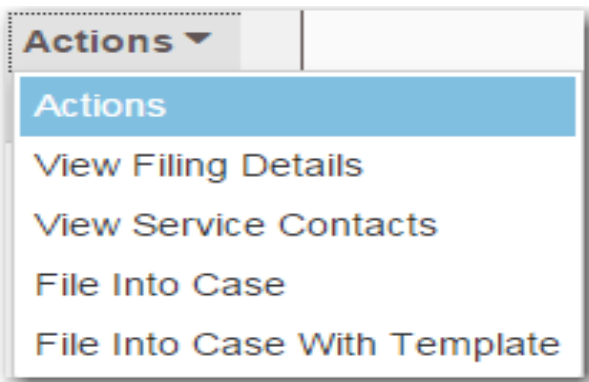 Actions
Actions
View Filing Details
View Service Contacts
File Into Case
File Into Case With Template